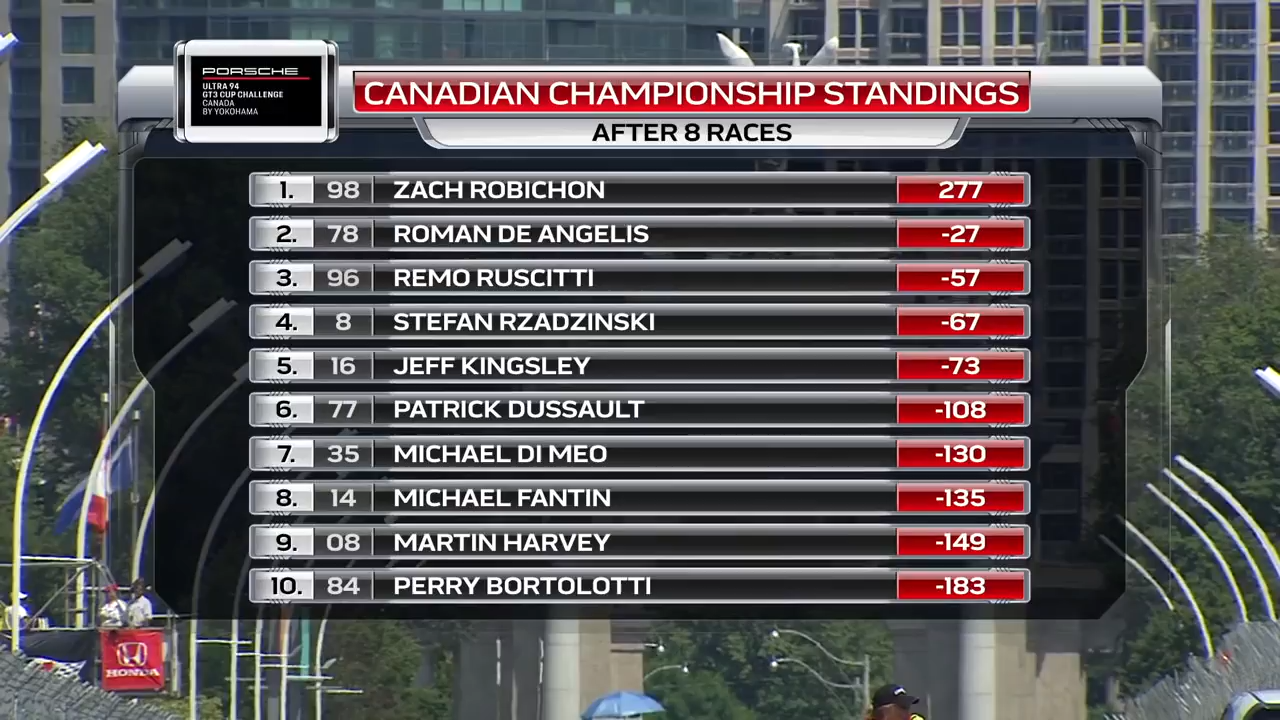 PORSCHE
ULTRA 94
GT3 CUP CHALLENGE
CANADA
BY YOKOHAMA
CANADIAN CHAMPIONSHIP STANDINGS
AFTER 8 RACES
1. 98 ZACH ROBICHON 277
2. 78 ROMAN DE ANGELIS -27
3. 96 REMO RUSCITTI -57
4. 8 STEFAN RZADZINSKI -67
5. 16 JEFF KINGSLEY -73
6. 77 PATRICK DUSSAULT -108
7. 35 MICHAEL DI MEO -130
8. 14 MICHAEL FANTIN -135
9. 08 MARTIN HARVEY -149
10. 84 PERRY BORTOLOTTI -183
HONDA